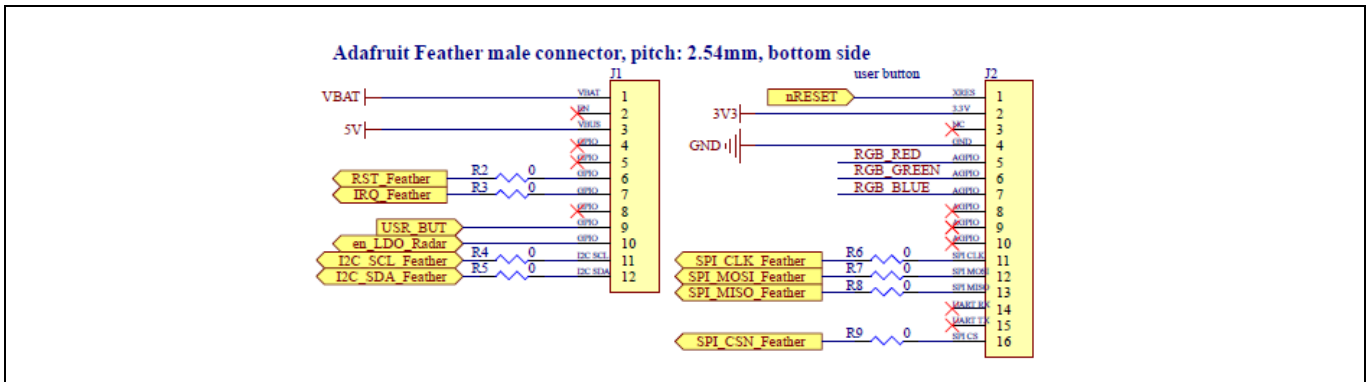 Adafruit Feather male connector, pitch: 2.54mm, bottom side
J1
VBAT VBAT 1
EN 2
5V VBUS 3
GPIO 4
GPIO 5
RST_Feather R2 0 GPIO 6
IRQ_Feather R3 0 GPIO 7
GPIO 8
USR_BUT GPIO 9
en_LDO_Radar GPIO 10
I2C_SCL_Feather R4 0 I2C SCL 11
I2C_SDA_Feather R5 0 I2C SDA 12
user button J2
nRESET XRES 1
3V3 3.3V 2
NC 3
GND GND 4
RGB_RED AGPIO 5
RGB_GREEN AGPIO 6
RGB_BLUE AGPIO 7
AGPIO 8
AGPIO 9
AGPIO 10
SPI_CLK_Feather R6 0 SPI CLK 11
SPI_MOSI_Feather R7 0 SPI MOSI 12
SPI_MISO_Feather R8 0 SPI MISO 13
UART RX 14
UART TX 15
SPI_CSN_Feather R9 0 SPI CS 16